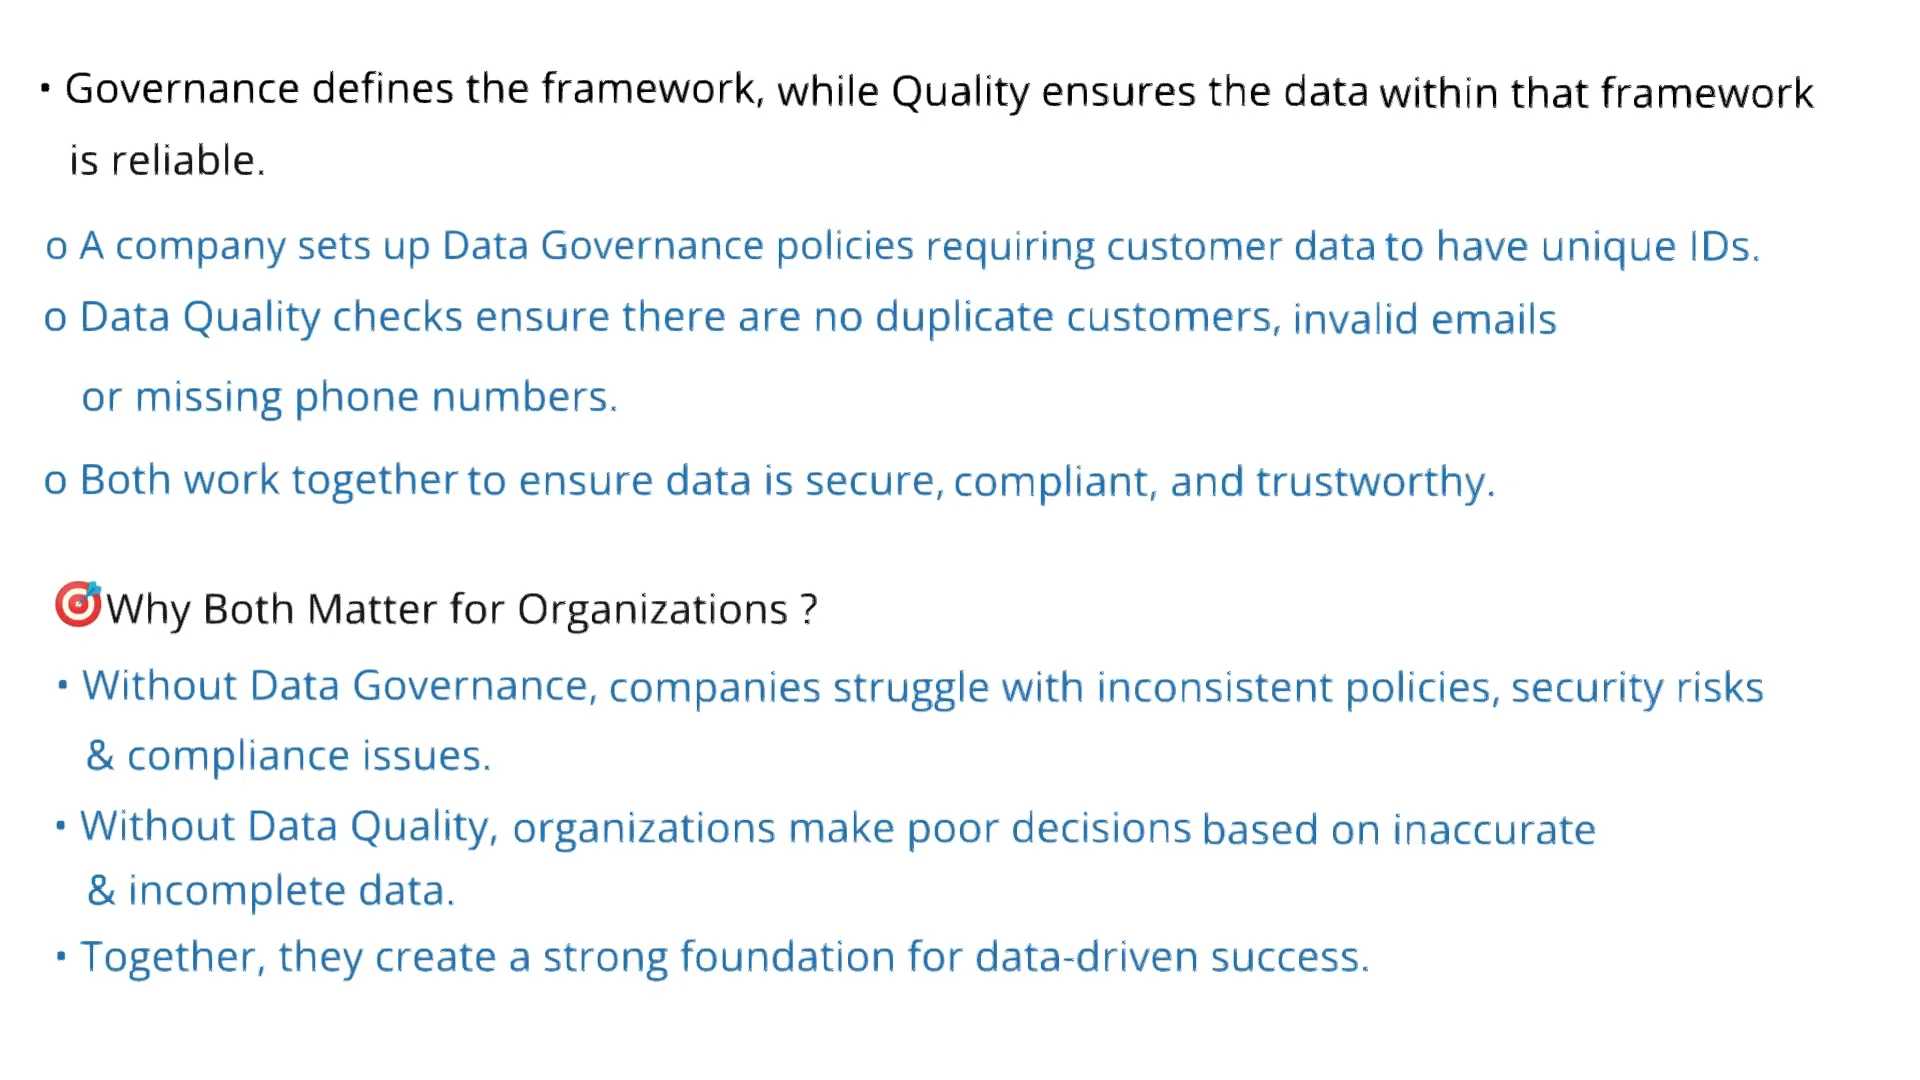 • Governance defines the framework, while Quality ensures the data within that framework
is reliable.
o A company sets up Data Governance policies requiring customer data to have unique IDs.
o Data Quality checks ensure there are no duplicate customers, invalid emails
or missing phone numbers.
o Both work together to ensure data is secure, compliant, and trustworthy.
🎯Why Both Matter for Organizations ?
• Without Data Governance, companies struggle with inconsistent policies, security risks
& compliance issues.
• Without Data Quality, organizations make poor decisions based on inaccurate
& incomplete data.
• Together, they create a strong foundation for data-driven success.